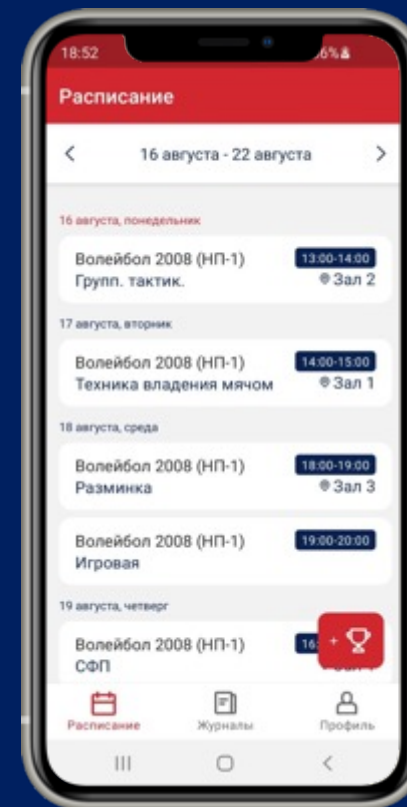 18:52
6%
Расписание
16 августа - 22 августа
16 августа, понедельник
Волейбол 2008 (НП-1) 13:00-14:00
Групп. тактик. Зал 2
17 августа, вторник
Волейбол 2008 (НП-1) 14:00-15:00
Техника владения мячом Зал 1
18 августа, среда
Волейбол 2008 (НП-1) 18:00-19:00
Разминка Зал 3
Волейбол 2008 (НП-1) 19:00-20:00
Игровая
19 августа, четверг
Волейбол 2008 (НП-1) 16:
СФП
+
Расписание Журналы Профиль